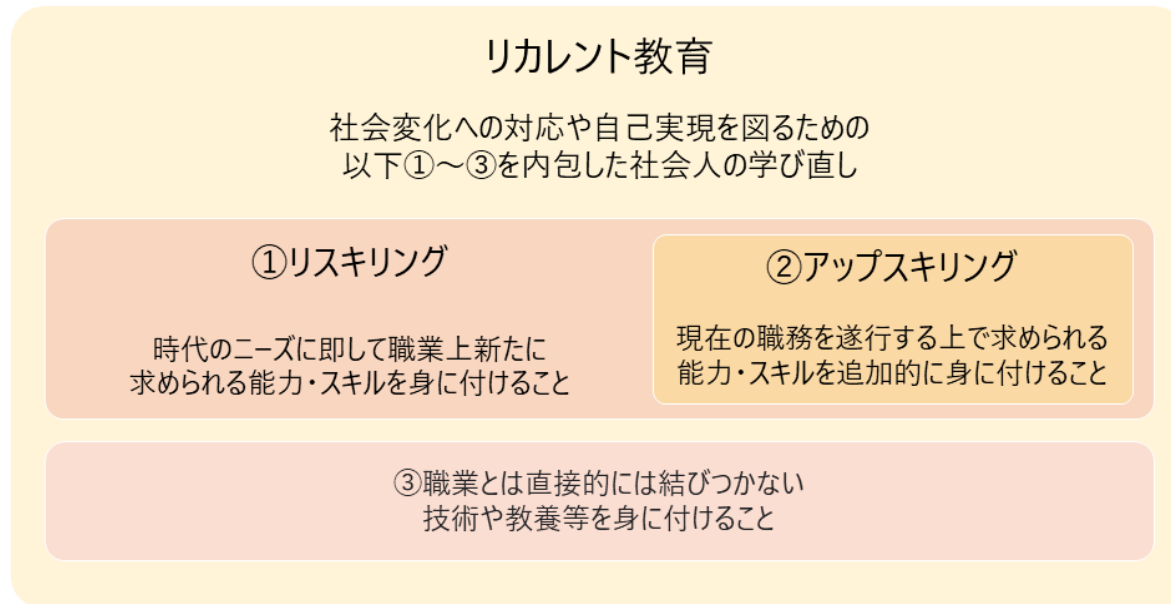 リカレント教育
社会変化への対応や自己実現を図るための
以下①～③を内包した社会人の学び直し
①リスキリング
時代のニーズに即して職業上新たに
求められる能力・スキルを身に付けること
②アップスキリング
現在の職務を遂行する上で求められる
能力・スキルを追加的に身に付けること
③職業とは直接的には結びつかない
技術や教養等を身に付けること